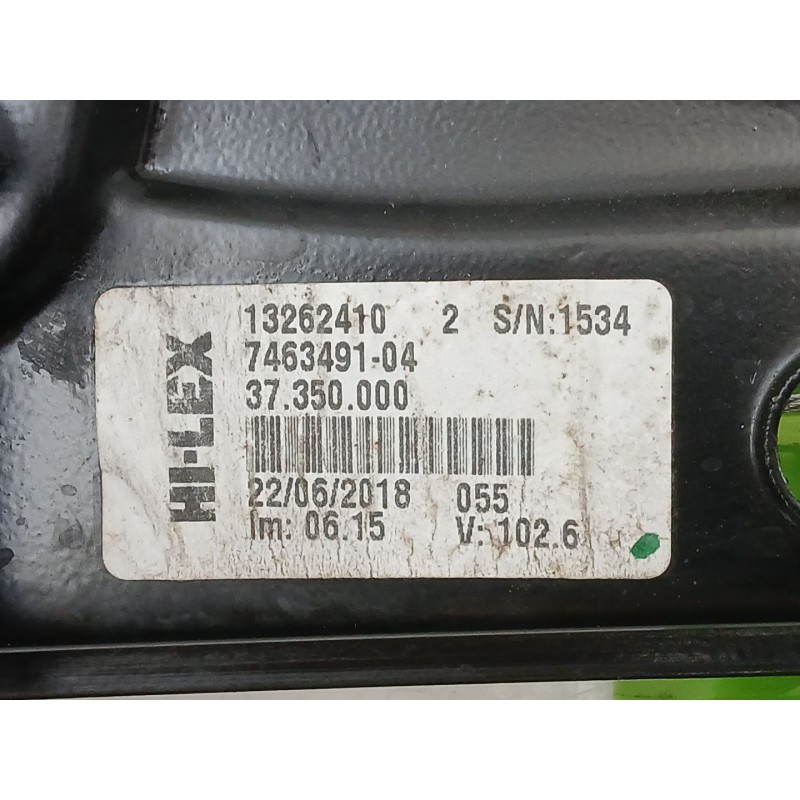 HI-LEX
13262410 2 S/N:1534
7463491-04
37.350.000
22/06/2018 055
Im: 06.15 V: 102.6